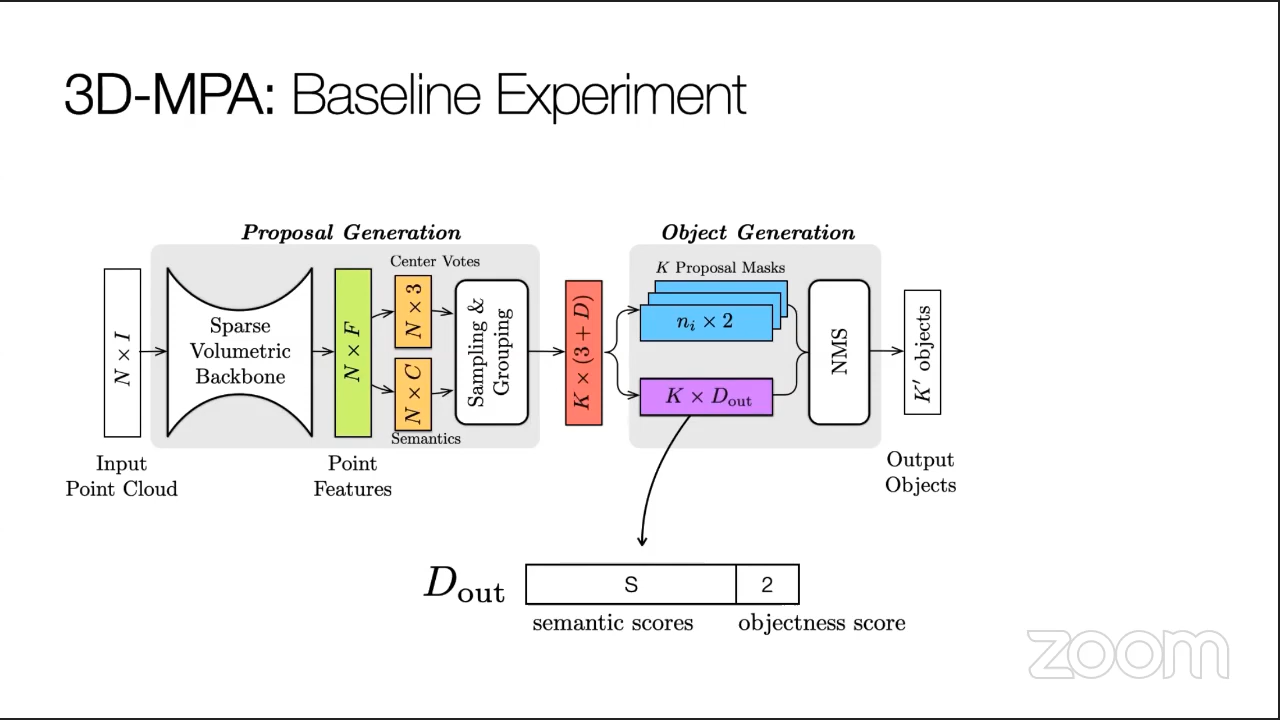 3D-MPA: Baseline Experiment
Proposal Generation
Object Generation
Center Votes
K Proposal Masks
N × I
Sparse
Volumetric
Backbone
N × F
N × 3
N × C
Semantics
Sampling &
Grouping
K × (3 + D)
n_i × 2
K × D_out
NMS
K′ objects
Input
Point Cloud
Point
Features
Output
Objects
D_out
S
2
semantic scores
objectness score
zoom